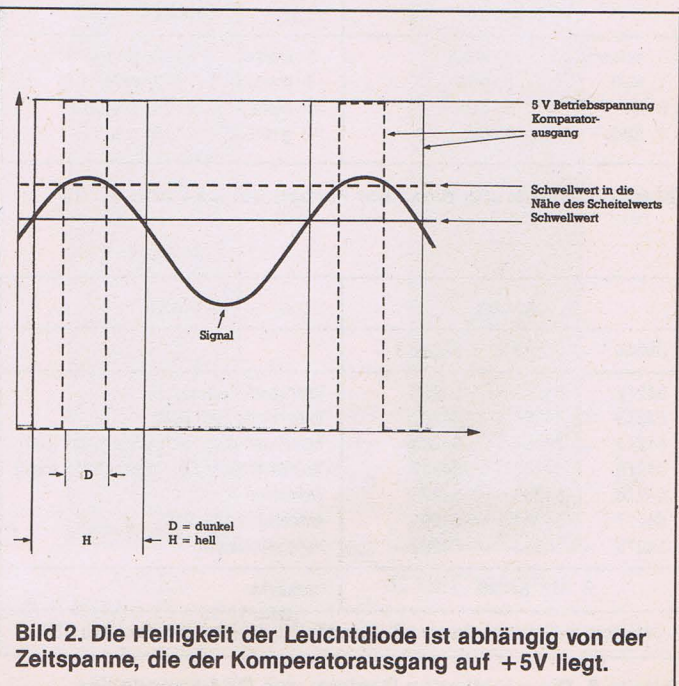 5 V Betriebsspannung
Komparator-
ausgang
Schwellwert in die
Nähe des Scheitelwerts
Schwellwert
Signal
D
D = dunkel
H
H = hell
Bild 2. Die Helligkeit der Leuchtdiode ist abhängig von der
Zeitspanne, die der Komperatorausgang auf +5V liegt.